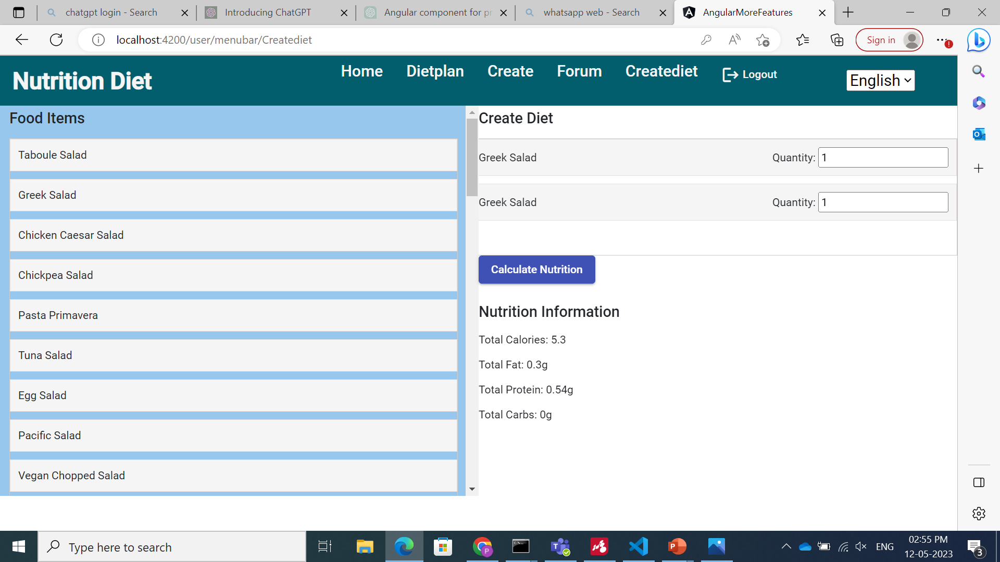 chatgpt login - Search
Introducing ChatGPT
Angular component for pr
whatsapp web - Search
AngularMoreFeatures
localhost:4200/user/menubar/Creatediet
Sign in
Nutrition Diet
Home
Dietplan
Create
Forum
Creatediet
Logout
English
Food Items
Taboule Salad
Greek Salad
Chicken Caesar Salad
Chickpea Salad
Pasta Primavera
Tuna Salad
Egg Salad
Pacific Salad
Vegan Chopped Salad
Create Diet
Greek Salad Quantity: 1
Greek Salad Quantity: 1
Calculate Nutrition
Nutrition Information
Total Calories: 5.3
Total Fat: 0.3g
Total Protein: 0.54g
Total Carbs: 0g
Type here to search
ENG
02:55 PM
12-05-2023
3